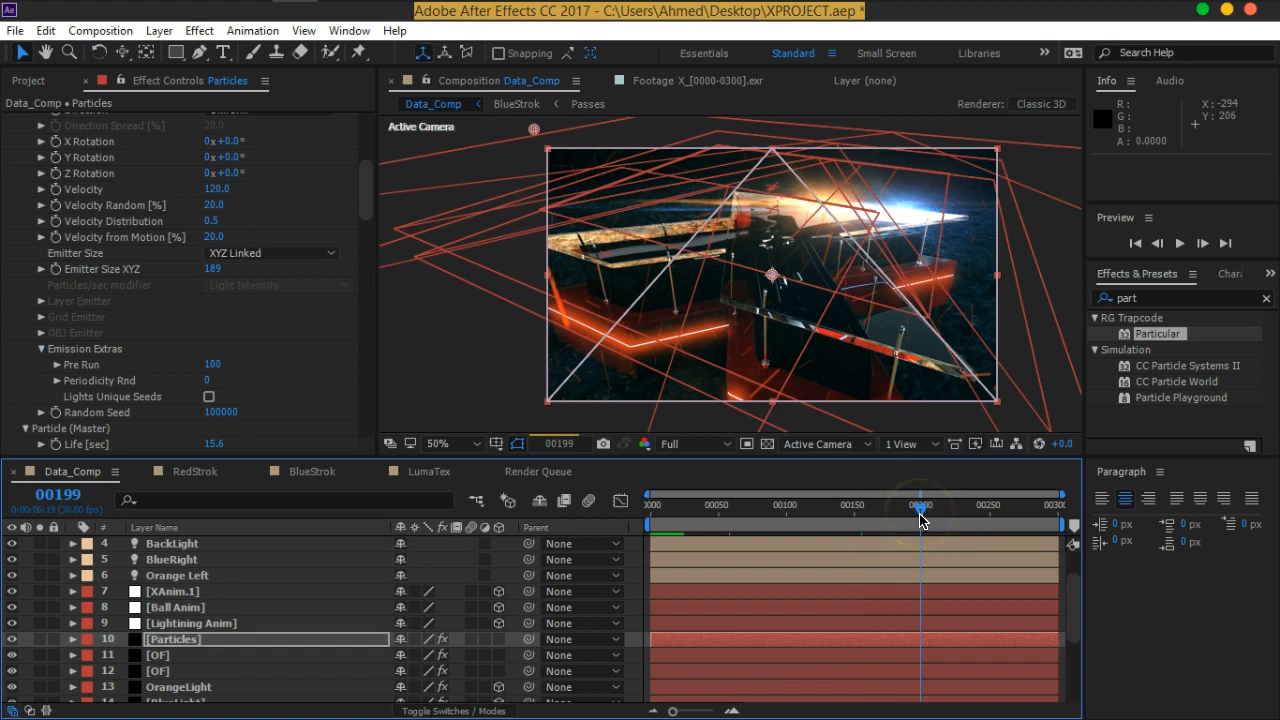 Adobe After Effects CC 2017 - C:\Users\Ahmed\Desktop\XPROJECT.aep *
File Edit Composition Layer Effect Animation View Window Help
Snapping
Essentials Standard Small Screen Libraries
Search Help
Project Effect Controls Particles
Data_Comp • Particles
Direction Spread [%] 20.0
X Rotation 0x+0.0°
Y Rotation 0x+0.0°
Z Rotation 0x+0.0°
Velocity 120.0
Velocity Random [%] 20.0
Velocity Distribution 0.5
Velocity from Motion [%] 20.0
Emitter Size XYZ Linked
Emitter Size XYZ 189
Particles/sec modifier Light Intensity
Layer Emitter
Grid Emitter
OBJ Emitter
Emission Extras
Pre Run 100
Periodicity Rnd 0
Lights Unique Seeds
Random Seed 100000
Particle (Master)
Life [sec] 15.6
Composition Data_Comp Footage X_[0000-0300].exr Layer (none)
Data_Comp BlueStrok Passes Renderer: Classic 3D
Active Camera
50% 00199 Full Active Camera 1 View +0.0
Info Audio
R: X: -294
G: Y: 206
B:
A: 0.0000
Preview
Effects & Presets Chara
part
RG Trapcode
Particular
Simulation
CC Particle Systems II
CC Particle World
Particle Playground
Paragraph
0 px 0 px 0 px
0 px 0 px
Data_Comp RedStrok BlueStrok LumaTex Render Queue
00199
0:00:06:19 (30.00 fps)
# Layer Name Parent
0000 00050 00100 00150 00200 00250 00300
4 BackLight None
5 BlueRight None
6 Orange Left None
7 [XAnim.1] None
8 [Ball Anim] None
9 [Lightining Anim] None
10 [Particles] None
11 [OF] None
12 [OF] None
13 OrangeLight None
Toggle Switches / Modes